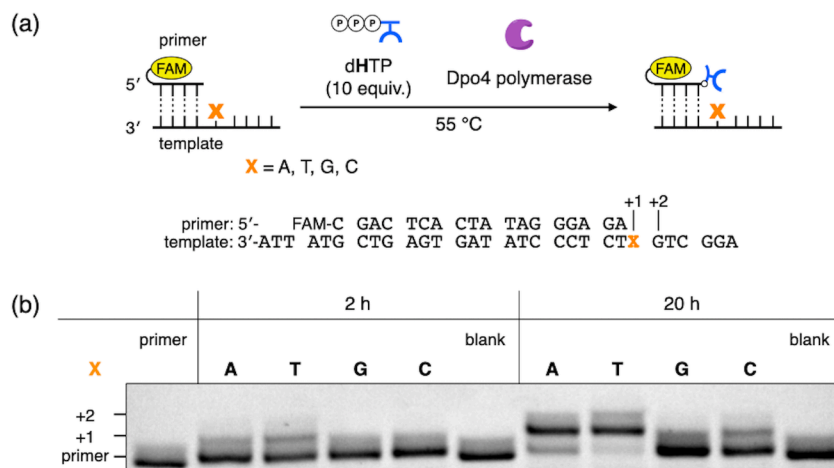 (a)
primer
FAM
5′
3′
template
X
X = A, T, G, C
P P P
dHTP
(10 equiv.)
Dpo4 polymerase
55 °C
FAM
X
+1 +2
primer: 5′- FAM-C GAC TCA CTA TAG GGA GA
template: 3′-ATT ATG CTG AGT GAT ATC CCT CTX GTC GGA
(b)
2 h 20 h
primer blank blank
X A T G C A T G C
+2
+1
primer